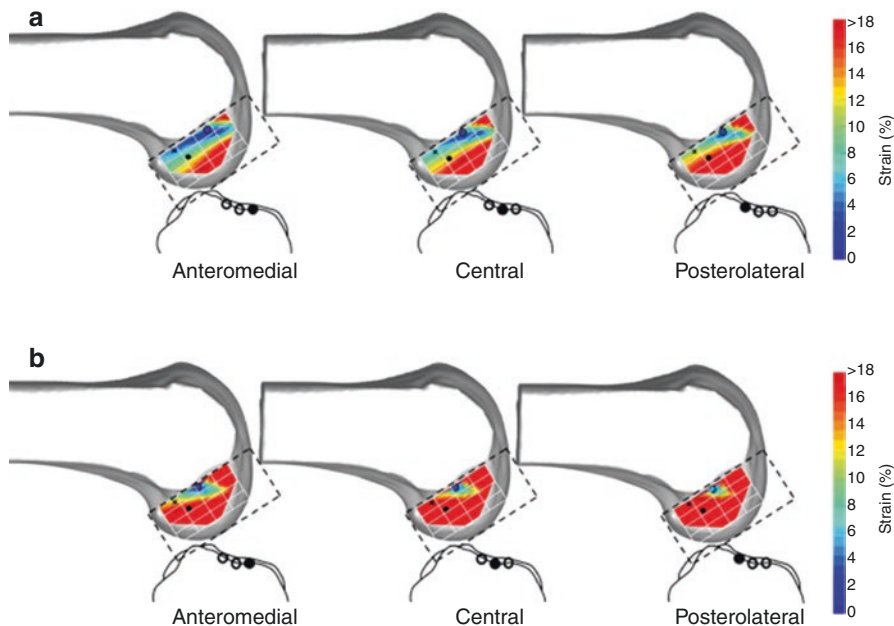 a
>18
16
14
12
10
8
6
4
2
0
Strain (%)
Anteromedial
Central
Posterolateral
b
>18
16
14
12
10
8
6
4
2
0
Strain (%)
Anteromedial
Central
Posterolateral